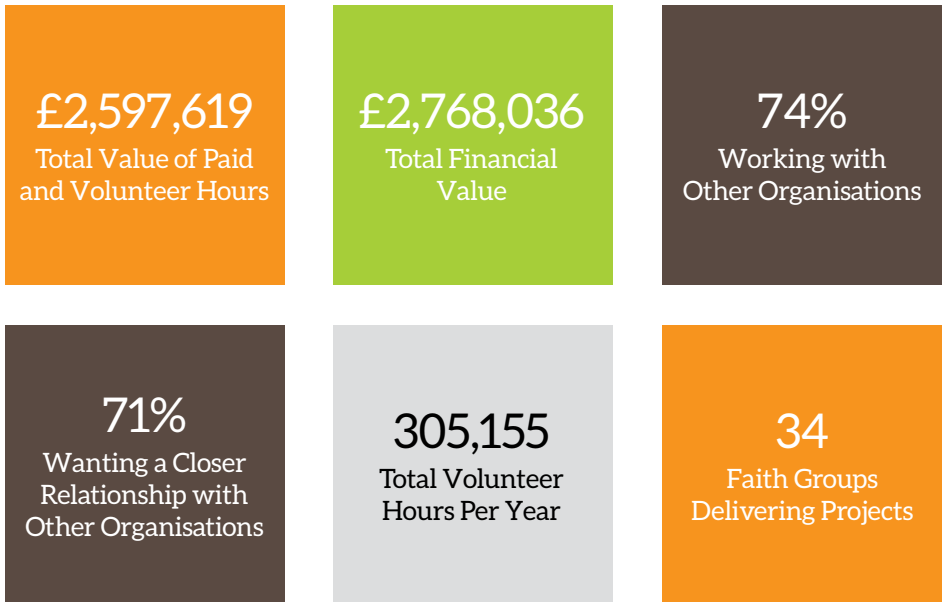 £2,597,619
Total Value of Paid
and Volunteer Hours
£2,768,036
Total Financial
Value
74%
Working with
Other Organisations
71%
Wanting a Closer
Relationship with
Other Organisations
305,155
Total Volunteer
Hours Per Year
34
Faith Groups
Delivering Projects